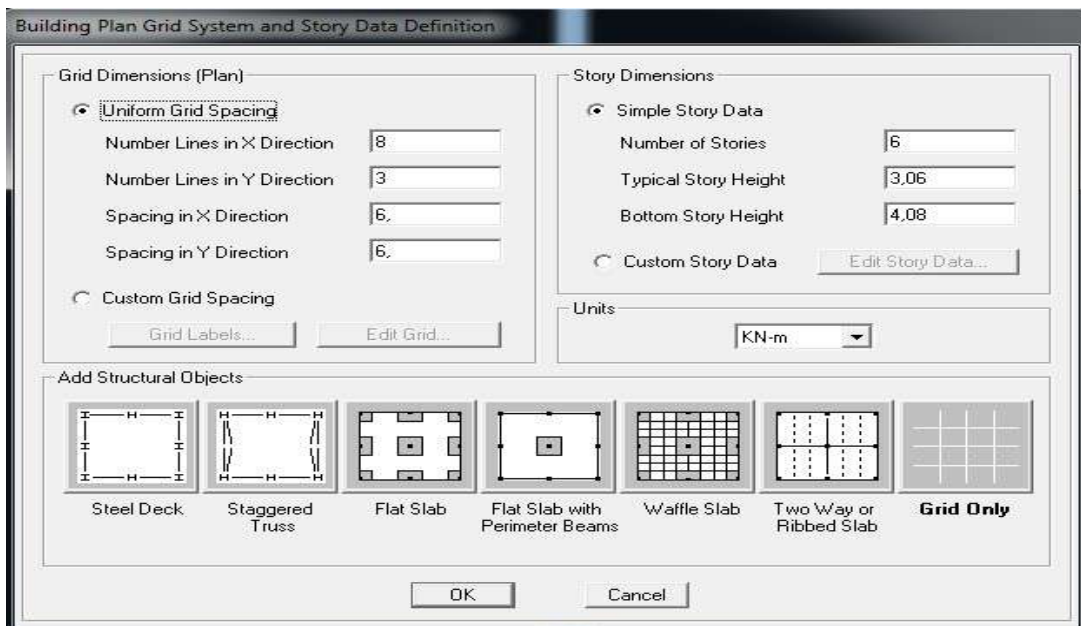 Building Plan Grid System and Story Data Definition
Grid Dimensions (Plan)
Uniform Grid Spacing
Number Lines in X Direction 8
Number Lines in Y Direction 3
Spacing in X Direction 6,
Spacing in Y Direction 6,
Custom Grid Spacing
Grid Labels...
Edit Grid...
Story Dimensions
Simple Story Data
Number of Stories 6
Typical Story Height 3,06
Bottom Story Height 4,08
Custom Story Data
Edit Story Data...
Units
KN-m
Add Structural Objects
Steel Deck
Staggered
Truss
Flat Slab
Flat Slab with
Perimeter Beams
Waffle Slab
Two Way or
Ribbed Slab
Grid Only
OK
Cancel